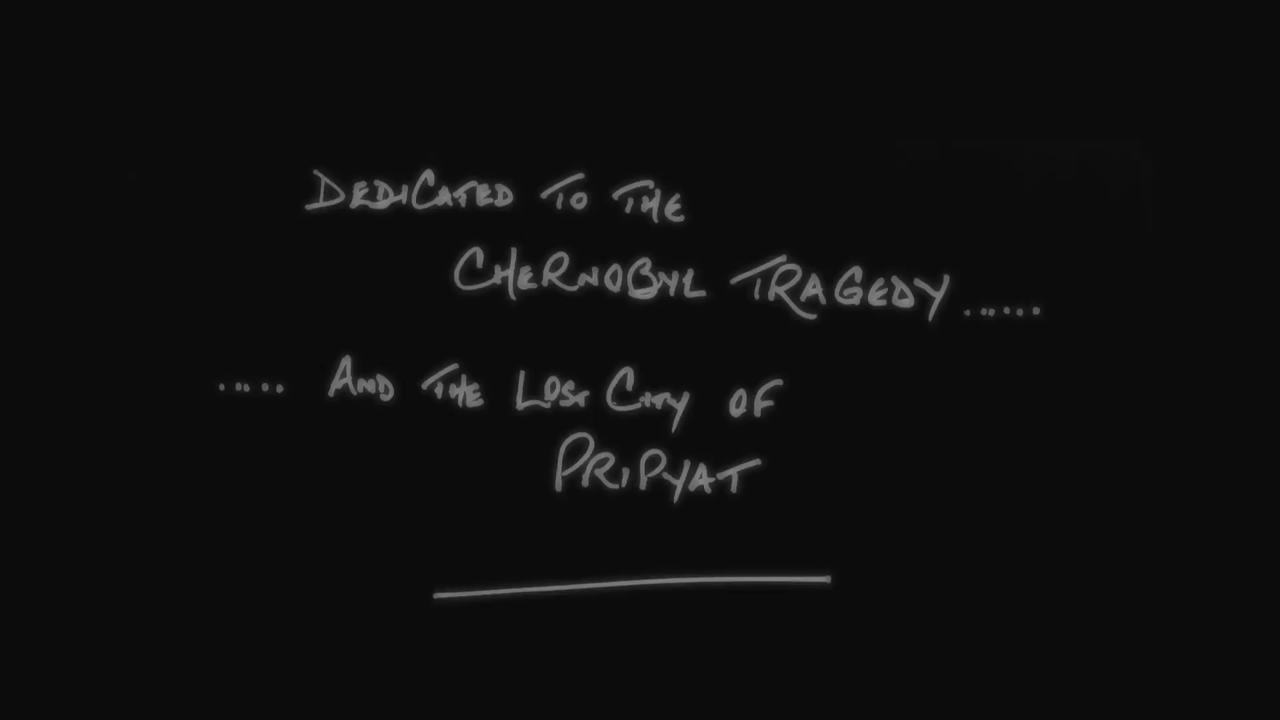 DEDICATED TO THE
CHERNOBYL TRAGEDY ......
..... AND THE LOST CITY OF
PRIPYAT